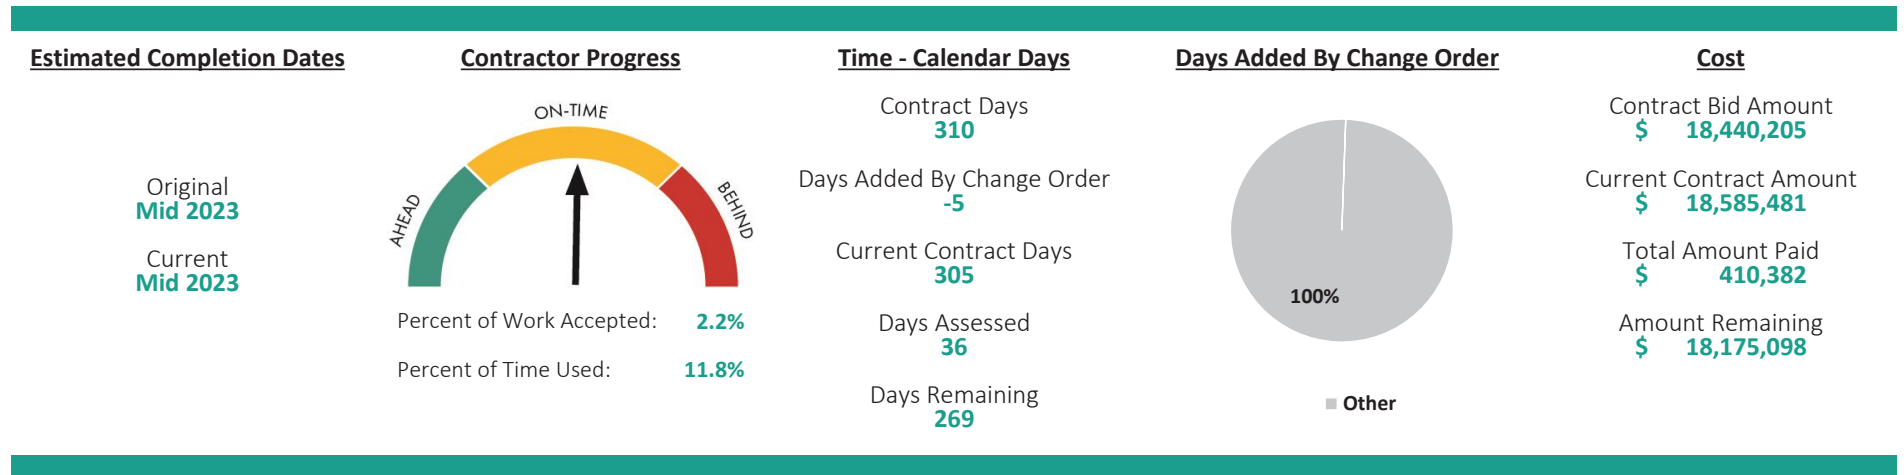 Estimated Completion Dates
Original
Mid 2023
Current
Mid 2023
Contractor Progress
ON-TIME
AHEAD
BEHIND
Percent of Work Accepted: 2.2%
Percent of Time Used: 11.8%
Time - Calendar Days
Contract Days
310
Days Added By Change Order
-5
Current Contract Days
305
Days Assessed
36
Days Remaining
269
Days Added By Change Order
100%
Other
Cost
Contract Bid Amount
$ 18,440,205
Current Contract Amount
$ 18,585,481
Total Amount Paid
$ 410,382
Amount Remaining
$ 18,175,098